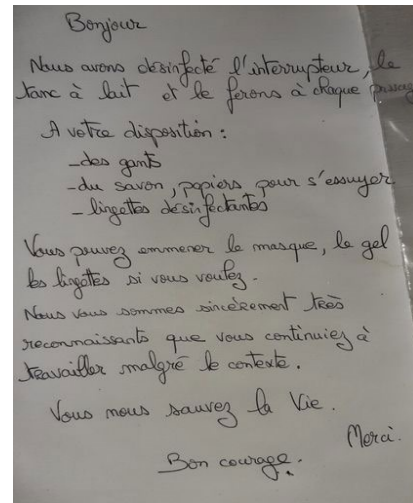 Bonjour
Nous avons désinfecté l'interrupteur, le
tanc à lait et le ferons à chaque passag
A votre disposition :
- des gants
- du savon, papiers pour s'essuyer
- lingettes désinfectantes
Vous pouvez emmener le masque, le gel
les lingettes si vous voulez.
Nous vous sommes sincèrement très
reconnaissants que vous continuiez à
travailler malgré le contexte.
Vous nous sauvez la Vie.
Merci.
Bon courage.